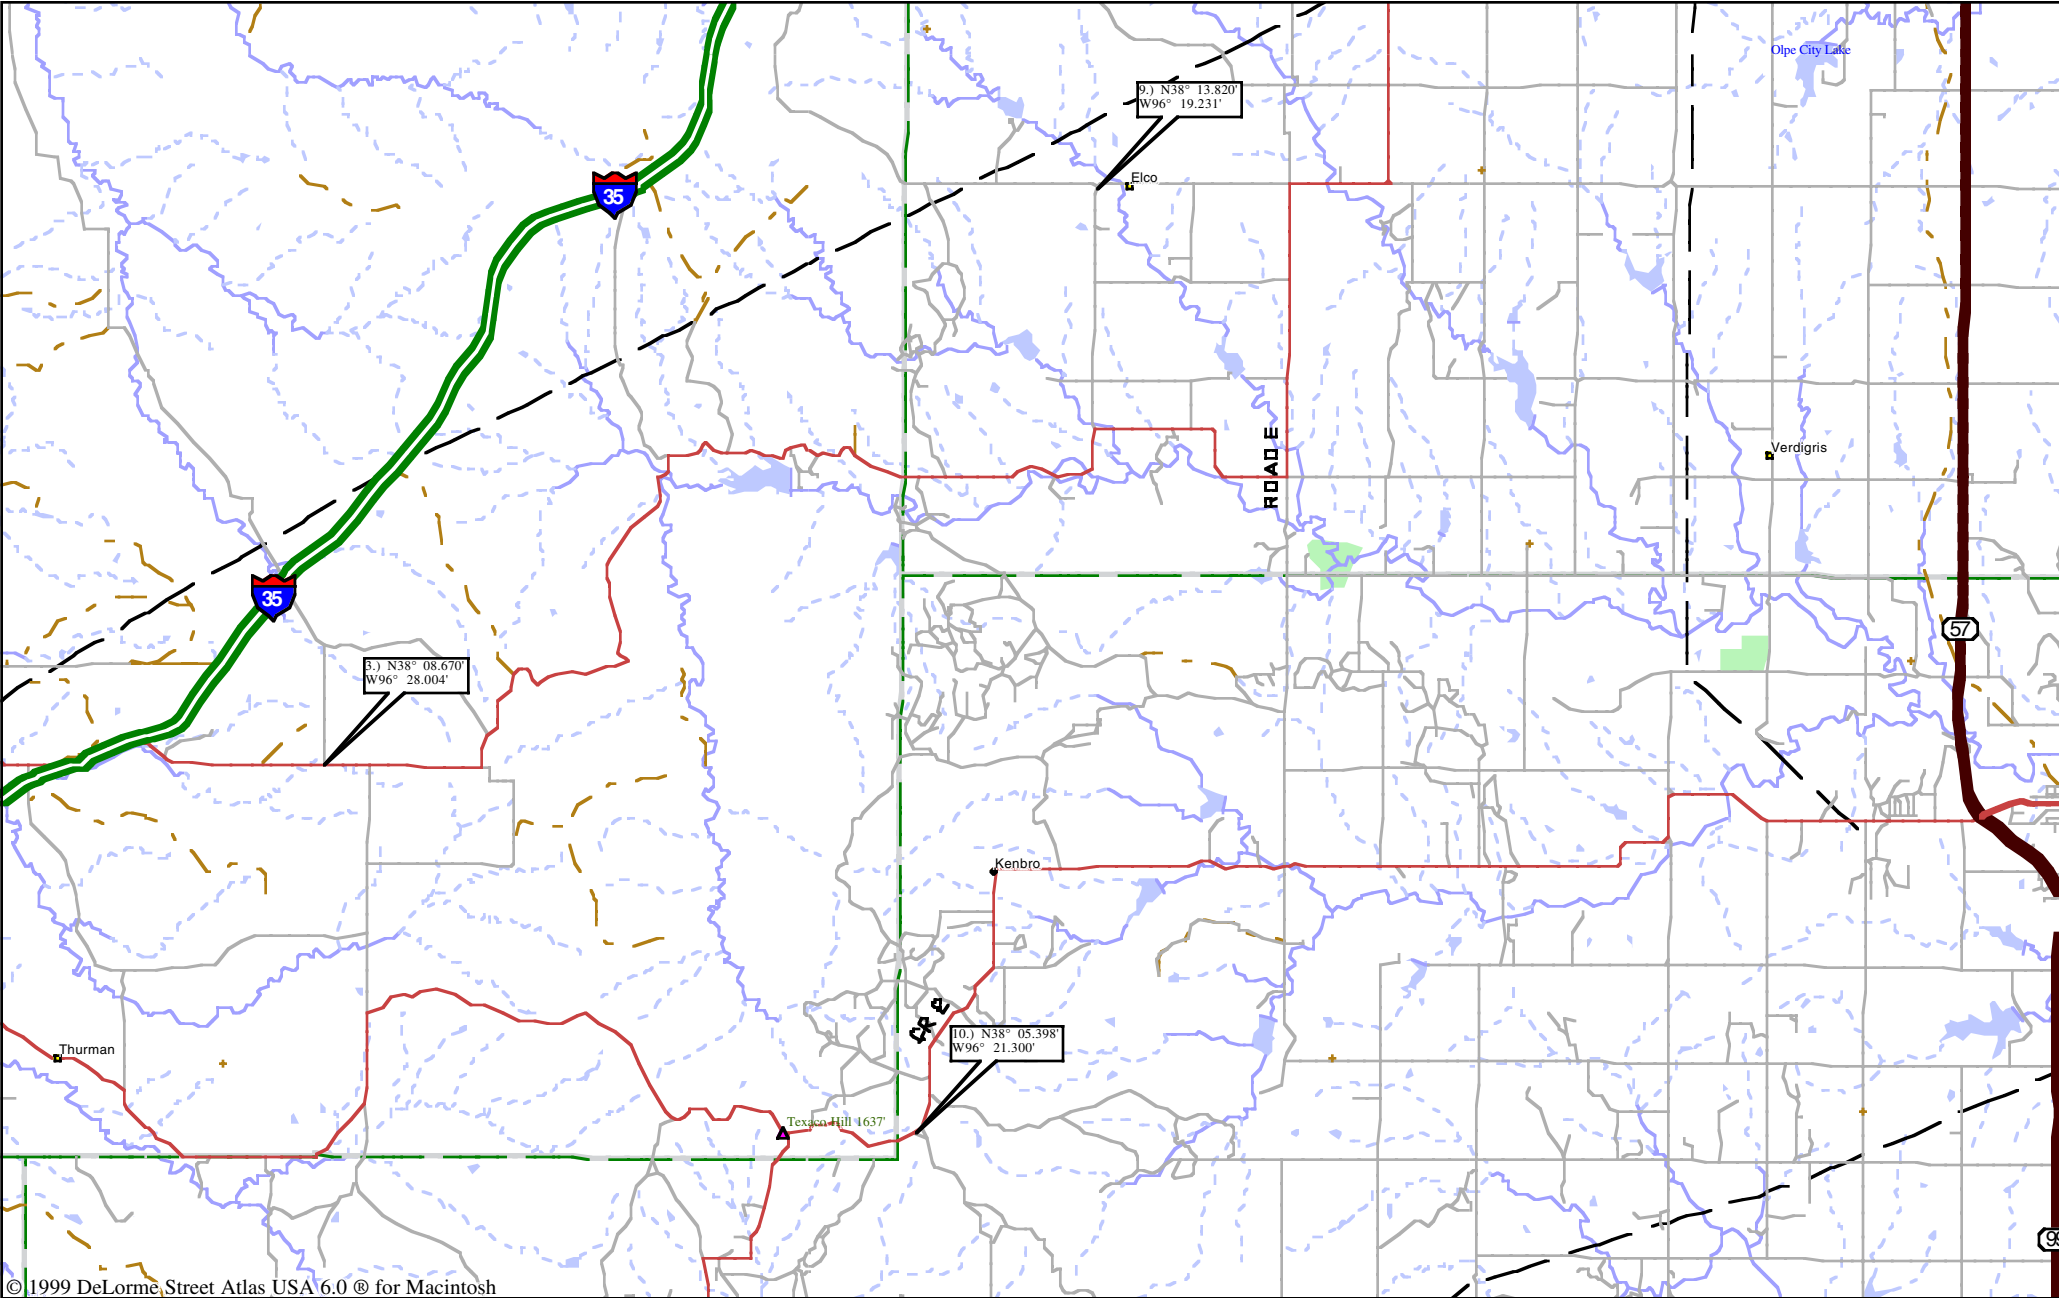 Olpe City Lake
9.) N38° 13.820'
W96° 19.231'
Elco
35
ROAD E
Verdigris
35
57
3.) N38° 08.670'
W96° 28.004'
Kenbro
CR E
10.) N38° 05.398'
W96° 21.300'
Thurman
Texaco Hill 1637'
99
© 1999 DeLorme Street Atlas USA 6.0 ® for Macintosh